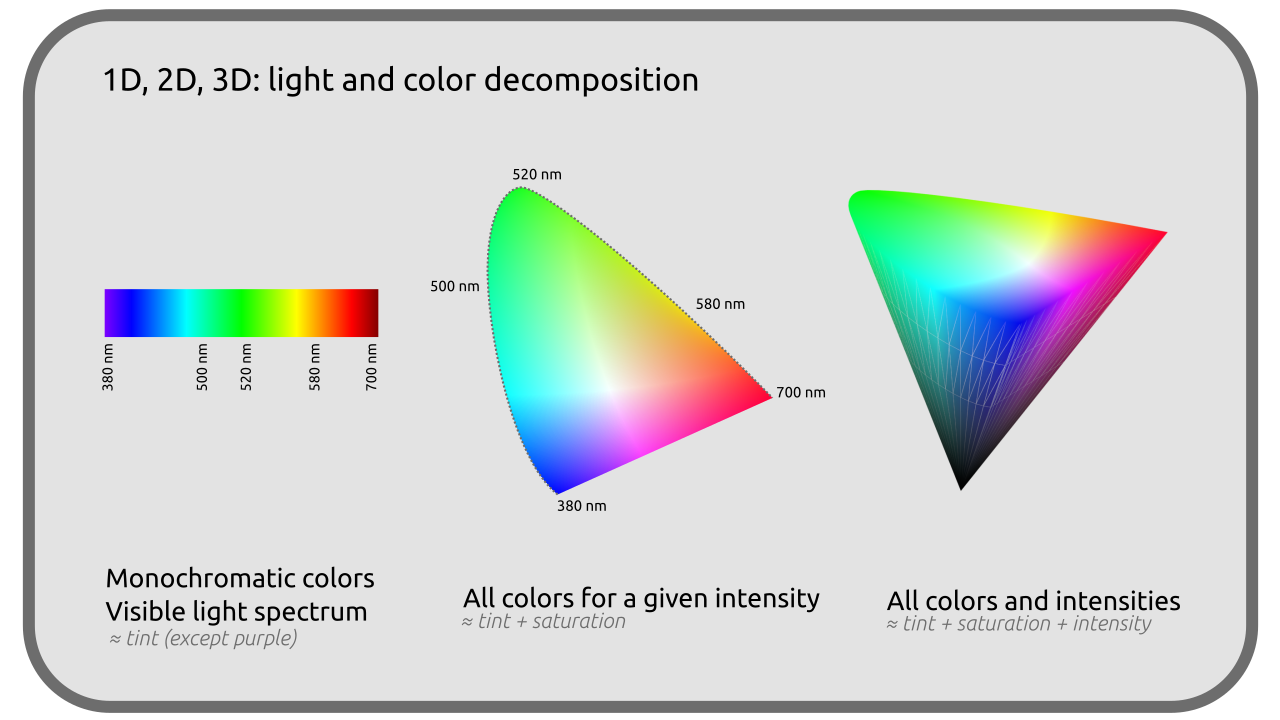 1D, 2D, 3D: light and color decomposition
380 nm
500 nm
520 nm
580 nm
700 nm
520 nm
500 nm
580 nm
700 nm
380 nm
Monochromatic colors
Visible light spectrum
≈ tint (except purple)
All colors for a given intensity
≈ tint + saturation
All colors and intensities
≈ tint + saturation + intensity